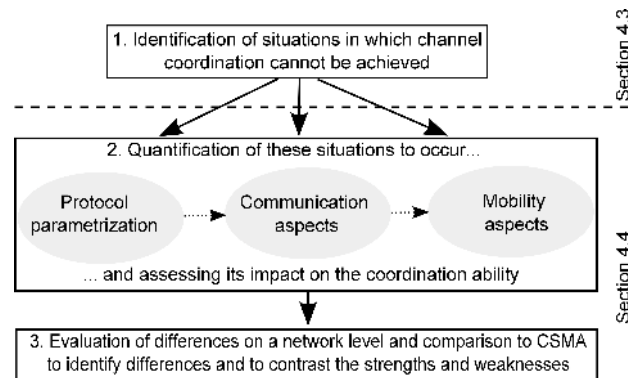 1. Identification of situations in which channel
coordination cannot be achieved
Section 4.3
2. Quantification of these situations to occur...
Protocol
parametrization
Communication
aspects
Mobility
aspects
... and assessing its impact on the coordination ability
Section 4.4
3. Evaluation of differences on a network level and comparison to CSMA
to identify differences and to contrast the strengths and weaknesses